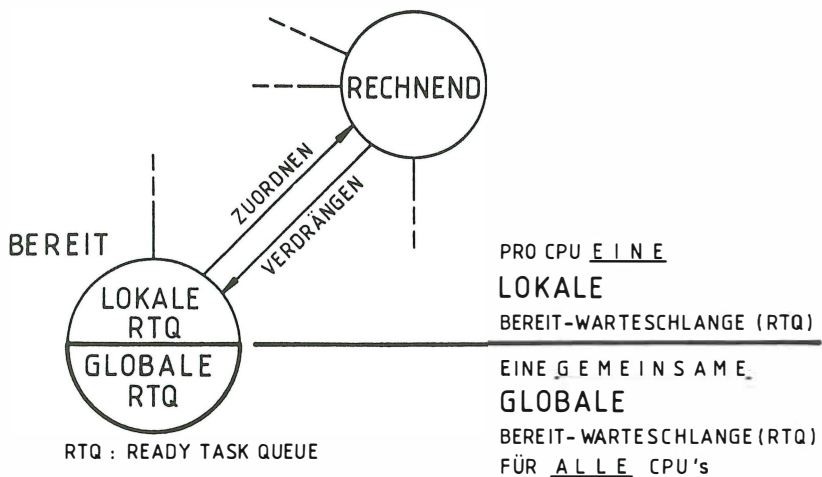 RECHNEND
ZUORDNEN
VERDRÄNGEN
BEREIT
LOKALE
RTQ
GLOBALE
RTQ
RTQ : READY TASK QUEUE
PRO CPU EINE
LOKALE
BEREIT-WARTESCHLANGE (RTQ)
EINE GEMEINSAME
GLOBALE
BEREIT-WARTESCHLANGE (RTQ)
FÜR ALLE CPU's